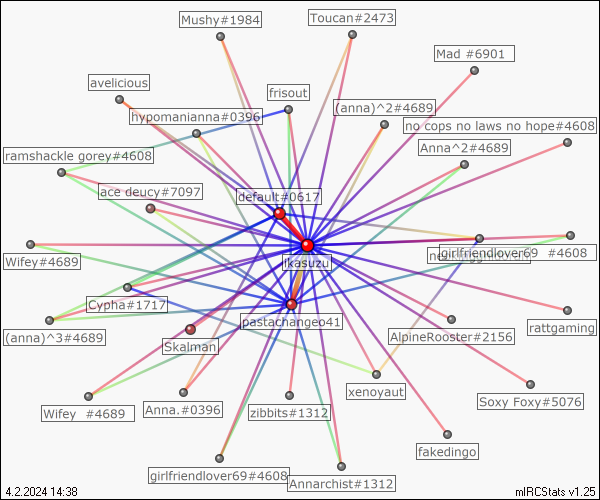 Mushy#1984
Toucan#2473
Mad #6901
avelicious
frisout
(anna)^2#4689
hypomanianna#0396
no cops no laws no hope#4608
Anna^2#4689
ramshackle gorey#4608
ace deucy#7097
default#0617
girlfriendlover69 #4608
ikasuzu
Wifey#4689
Cypha#1717
rattgaming
pastachangeo41
(anna)^3#4689
AlpineRooster#2156
Skalman
xenoyaut
Soxy Foxy#5076
Wifey #4689
Anna.#0396
zibbits#1312
fakedingo
girlfriendlover69#4608
Annarchist#1312
4.2.2024 14:38
mIRCStats v1.25